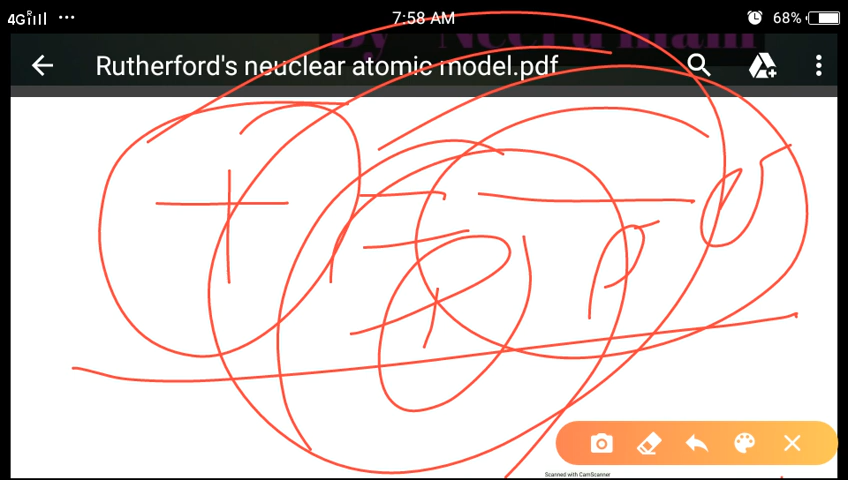 4G 7:58 AM 68%
Rutherford's neuclear atomic model.pdf
Scanned with CamScanner